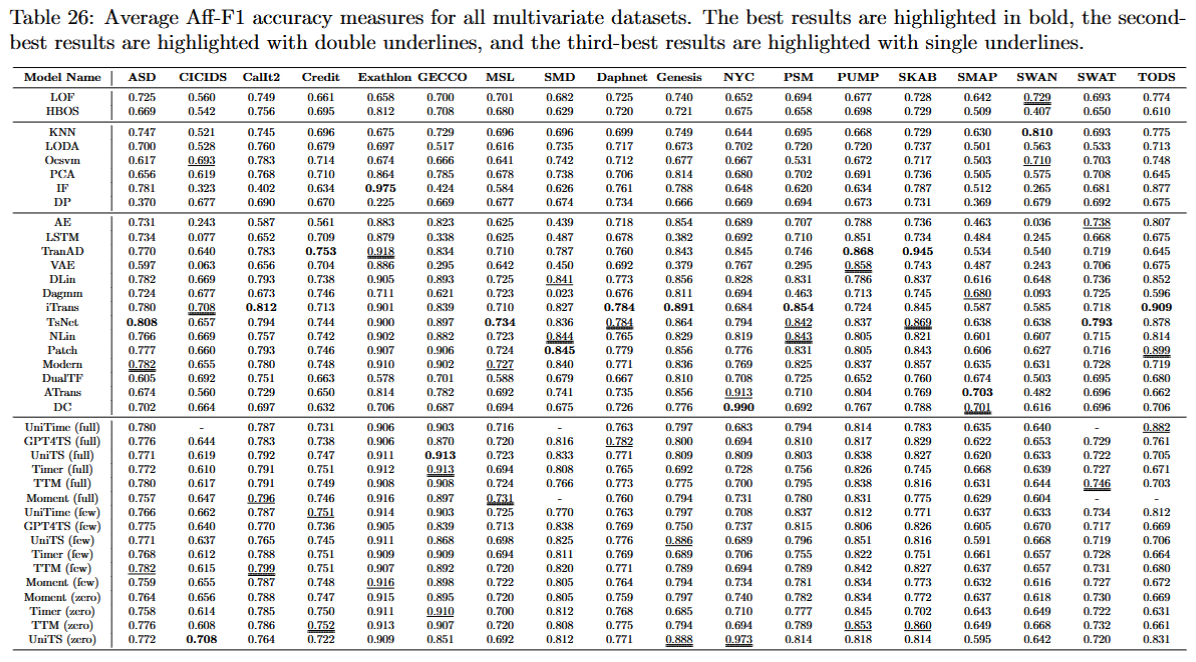 Table 26: Average Aff-F1 accuracy measures for all multivariate datasets. The best results are highlighted in bold, the second-
best results are highlighted with double underlines, and the third-best results are highlighted with single underlines.
Model Name ASD CICIDS CalIt2 Credit Exathlon GECCO MSL SMD Daphnet Genesis NYC PSM PUMP SKAB SMAP SWAN SWAT TODS
LOF 0.725 0.560 0.749 0.661 0.658 0.700 0.701 0.682 0.725 0.740 0.652 0.694 0.677 0.728 0.642 0.729 0.693 0.774
HBOS 0.669 0.542 0.756 0.695 0.812 0.708 0.680 0.629 0.720 0.721 0.675 0.658 0.698 0.729 0.509 0.407 0.650 0.610
KNN 0.747 0.521 0.745 0.696 0.675 0.729 0.696 0.696 0.699 0.749 0.644 0.695 0.668 0.729 0.630 0.810 0.693 0.775
LODA 0.700 0.528 0.760 0.679 0.697 0.517 0.616 0.735 0.717 0.673 0.702 0.720 0.720 0.737 0.501 0.563 0.533 0.713
Ocsvm 0.617 0.693 0.783 0.714 0.674 0.666 0.641 0.742 0.712 0.677 0.667 0.531 0.672 0.717 0.503 0.710 0.703 0.748
PCA 0.656 0.619 0.768 0.710 0.864 0.785 0.678 0.738 0.706 0.814 0.680 0.702 0.691 0.736 0.505 0.575 0.708 0.645
IF 0.781 0.323 0.402 0.634 0.975 0.424 0.584 0.626 0.761 0.788 0.648 0.620 0.634 0.787 0.512 0.265 0.681 0.877
DP 0.370 0.677 0.690 0.670 0.225 0.669 0.677 0.674 0.734 0.666 0.669 0.694 0.673 0.731 0.369 0.679 0.692 0.675
AE 0.731 0.243 0.587 0.561 0.883 0.823 0.625 0.439 0.718 0.854 0.689 0.707 0.788 0.736 0.463 0.036 0.738 0.807
LSTM 0.734 0.077 0.652 0.709 0.879 0.338 0.625 0.487 0.678 0.382 0.692 0.710 0.851 0.734 0.484 0.245 0.668 0.675
TranAD 0.770 0.640 0.783 0.753 0.918 0.834 0.710 0.787 0.760 0.843 0.845 0.746 0.868 0.945 0.534 0.540 0.719 0.645
VAE 0.597 0.063 0.656 0.704 0.886 0.295 0.642 0.450 0.692 0.379 0.767 0.295 0.858 0.743 0.487 0.243 0.706 0.675
DLin 0.782 0.669 0.793 0.738 0.905 0.893 0.725 0.841 0.773 0.856 0.828 0.831 0.786 0.837 0.616 0.648 0.736 0.852
Dagmm 0.724 0.677 0.673 0.746 0.711 0.621 0.723 0.023 0.676 0.811 0.694 0.463 0.713 0.745 0.680 0.093 0.725 0.596
iTrans 0.780 0.708 0.812 0.713 0.901 0.839 0.710 0.827 0.784 0.891 0.684 0.854 0.724 0.845 0.587 0.585 0.718 0.909
TsNet 0.808 0.657 0.794 0.744 0.900 0.897 0.734 0.836 0.784 0.864 0.794 0.842 0.837 0.869 0.638 0.638 0.793 0.878
NLin 0.766 0.669 0.757 0.742 0.902 0.882 0.723 0.844 0.765 0.829 0.819 0.843 0.805 0.821 0.601 0.607 0.715 0.814
Patch 0.777 0.660 0.793 0.746 0.907 0.906 0.724 0.845 0.779 0.856 0.776 0.831 0.805 0.843 0.606 0.627 0.716 0.899
Modern 0.782 0.655 0.780 0.748 0.910 0.902 0.727 0.840 0.771 0.836 0.769 0.825 0.837 0.857 0.635 0.631 0.728 0.719
DualTF 0.605 0.692 0.751 0.663 0.578 0.701 0.588 0.679 0.667 0.810 0.708 0.725 0.652 0.760 0.674 0.503 0.695 0.680
ATrans 0.674 0.560 0.729 0.650 0.814 0.782 0.692 0.741 0.735 0.856 0.913 0.710 0.804 0.769 0.703 0.482 0.696 0.662
DC 0.702 0.664 0.697 0.632 0.706 0.687 0.694 0.675 0.726 0.776 0.990 0.692 0.767 0.788 0.701 0.616 0.696 0.706
UniTime (full) 0.780 - 0.787 0.731 0.906 0.903 0.716 - 0.763 0.797 0.683 0.794 0.814 0.783 0.635 0.640 - 0.882
GPT4TS (full) 0.776 0.644 0.783 0.738 0.906 0.870 0.720 0.816 0.782 0.800 0.694 0.810 0.817 0.829 0.622 0.653 0.729 0.761
UniTS (full) 0.771 0.619 0.792 0.747 0.911 0.913 0.723 0.833 0.771 0.809 0.809 0.803 0.838 0.827 0.620 0.633 0.722 0.705
Timer (full) 0.772 0.610 0.791 0.751 0.912 0.913 0.694 0.808 0.765 0.692 0.728 0.756 0.826 0.745 0.668 0.639 0.727 0.671
TTM (full) 0.780 0.617 0.791 0.749 0.908 0.908 0.724 0.766 0.773 0.775 0.700 0.795 0.838 0.816 0.631 0.644 0.746 0.703
Moment (full) 0.757 0.647 0.796 0.746 0.916 0.897 0.731 - 0.760 0.794 0.731 0.780 0.831 0.775 0.629 0.604 - -
UniTime (few) 0.766 0.662 0.787 0.751 0.914 0.903 0.725 0.770 0.763 0.797 0.708 0.837 0.812 0.771 0.637 0.633 0.734 0.812
GPT4TS (few) 0.775 0.640 0.770 0.736 0.905 0.839 0.713 0.838 0.769 0.750 0.737 0.815 0.806 0.826 0.605 0.670 0.717 0.669
UniTS (few) 0.771 0.637 0.765 0.745 0.911 0.868 0.698 0.825 0.776 0.886 0.689 0.796 0.851 0.816 0.591 0.668 0.719 0.706
Timer (few) 0.768 0.612 0.788 0.751 0.909 0.909 0.694 0.811 0.769 0.689 0.706 0.755 0.822 0.751 0.661 0.657 0.728 0.664
TTM (few) 0.782 0.615 0.799 0.751 0.907 0.892 0.720 0.820 0.771 0.789 0.694 0.789 0.842 0.827 0.637 0.657 0.731 0.680
Moment (few) 0.759 0.655 0.787 0.748 0.916 0.898 0.722 0.805 0.764 0.794 0.734 0.781 0.834 0.773 0.632 0.616 0.727 0.672
Moment (zero) 0.764 0.656 0.788 0.747 0.915 0.895 0.720 0.805 0.759 0.797 0.740 0.782 0.834 0.772 0.637 0.618 0.730 0.669
Timer (zero) 0.758 0.614 0.785 0.750 0.911 0.910 0.700 0.812 0.768 0.685 0.710 0.777 0.845 0.702 0.643 0.649 0.722 0.631
TTM (zero) 0.776 0.608 0.786 0.752 0.913 0.907 0.720 0.808 0.775 0.794 0.694 0.789 0.853 0.860 0.649 0.668 0.732 0.661
UniTS (zero) 0.772 0.708 0.764 0.722 0.909 0.851 0.692 0.812 0.771 0.888 0.973 0.814 0.818 0.814 0.595 0.642 0.720 0.831